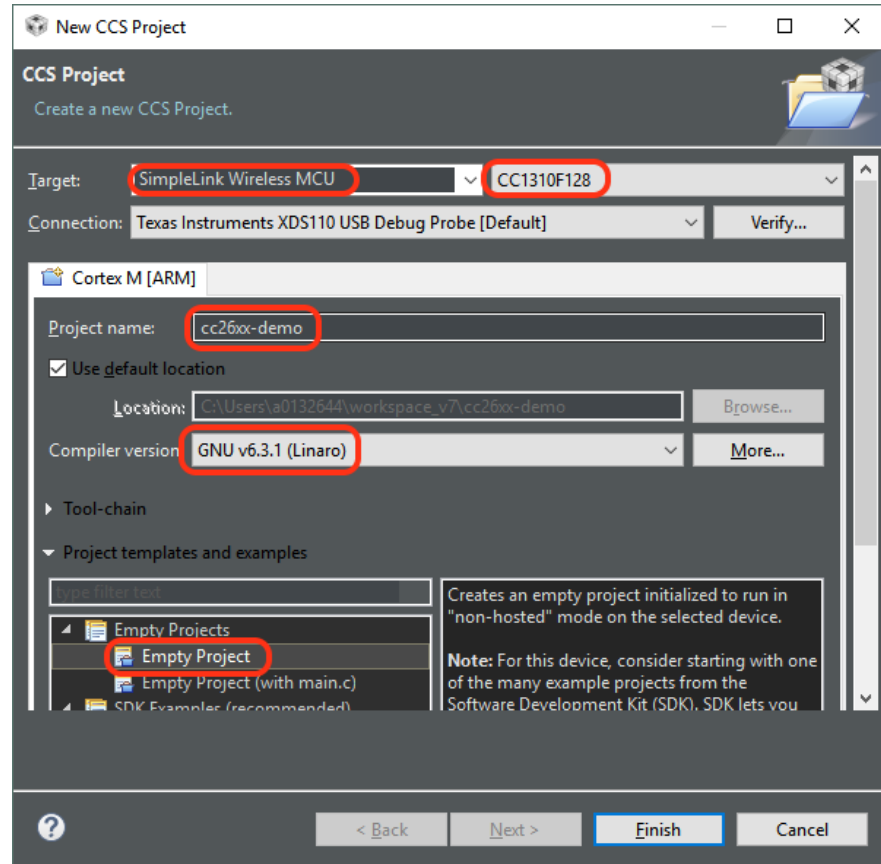 New CCS Project
CCS Project
Create a new CCS Project.
Target: SimpleLink Wireless MCU CC1310F128
Connection: Texas Instruments XDS110 USB Debug Probe [Default] Verify...
Cortex M [ARM]
Project name: cc26xx-demo
Use default location
Location: C:\Users\a0132644\workspace_v7\cc26xx-demo Browse...
Compiler version GNU v6.3.1 (Linaro) More...
Tool-chain
Project templates and examples
type filter text
Empty Projects
Empty Project
Empty Project (with main.c)
SDK Examples (recommended)
Creates an empty project initialized to run in
"non-hosted" mode on the selected device.
Note: For this device, consider starting with one
of the many example projects from the
Software Development Kit (SDK). SDK lets you
? < Back Next > Finish Cancel